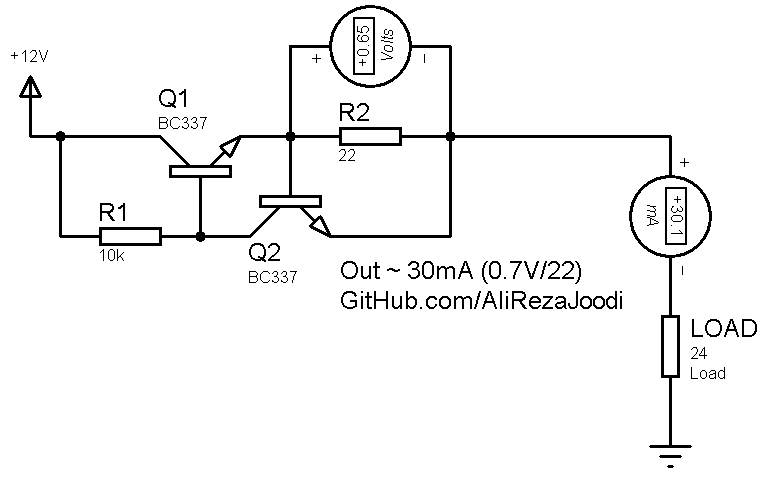 +12V
Q1
BC337
R1
10k
Q2
BC337
+
+0.65
Volts
−
R2
22
Out ~ 30mA (0.7V/22)
GitHub.com/AliRezaJoodi
+
+30.1
mA
−
LOAD
24
Load